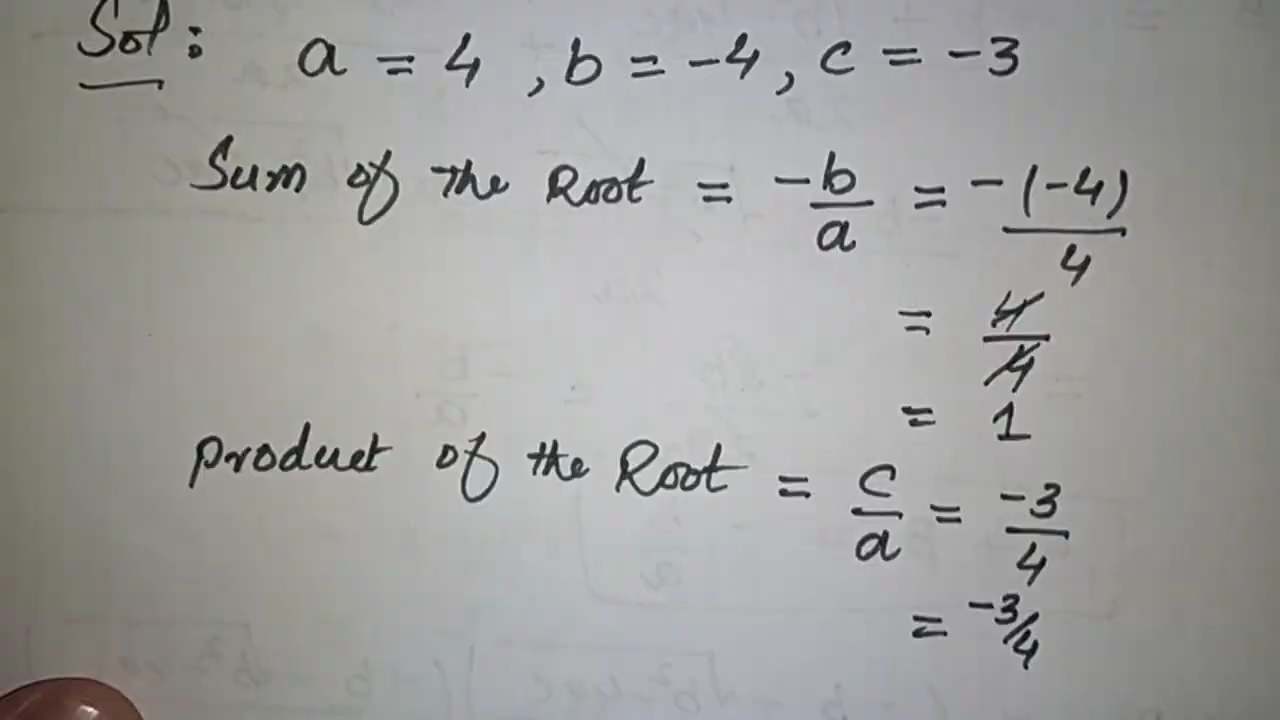 Sol: a = 4, b = -4, c = -3
Sum of the Root = -b/a = -(-4)/4
= 4/4
= 1
product of the Root = c/a = -3/4
= -3/4